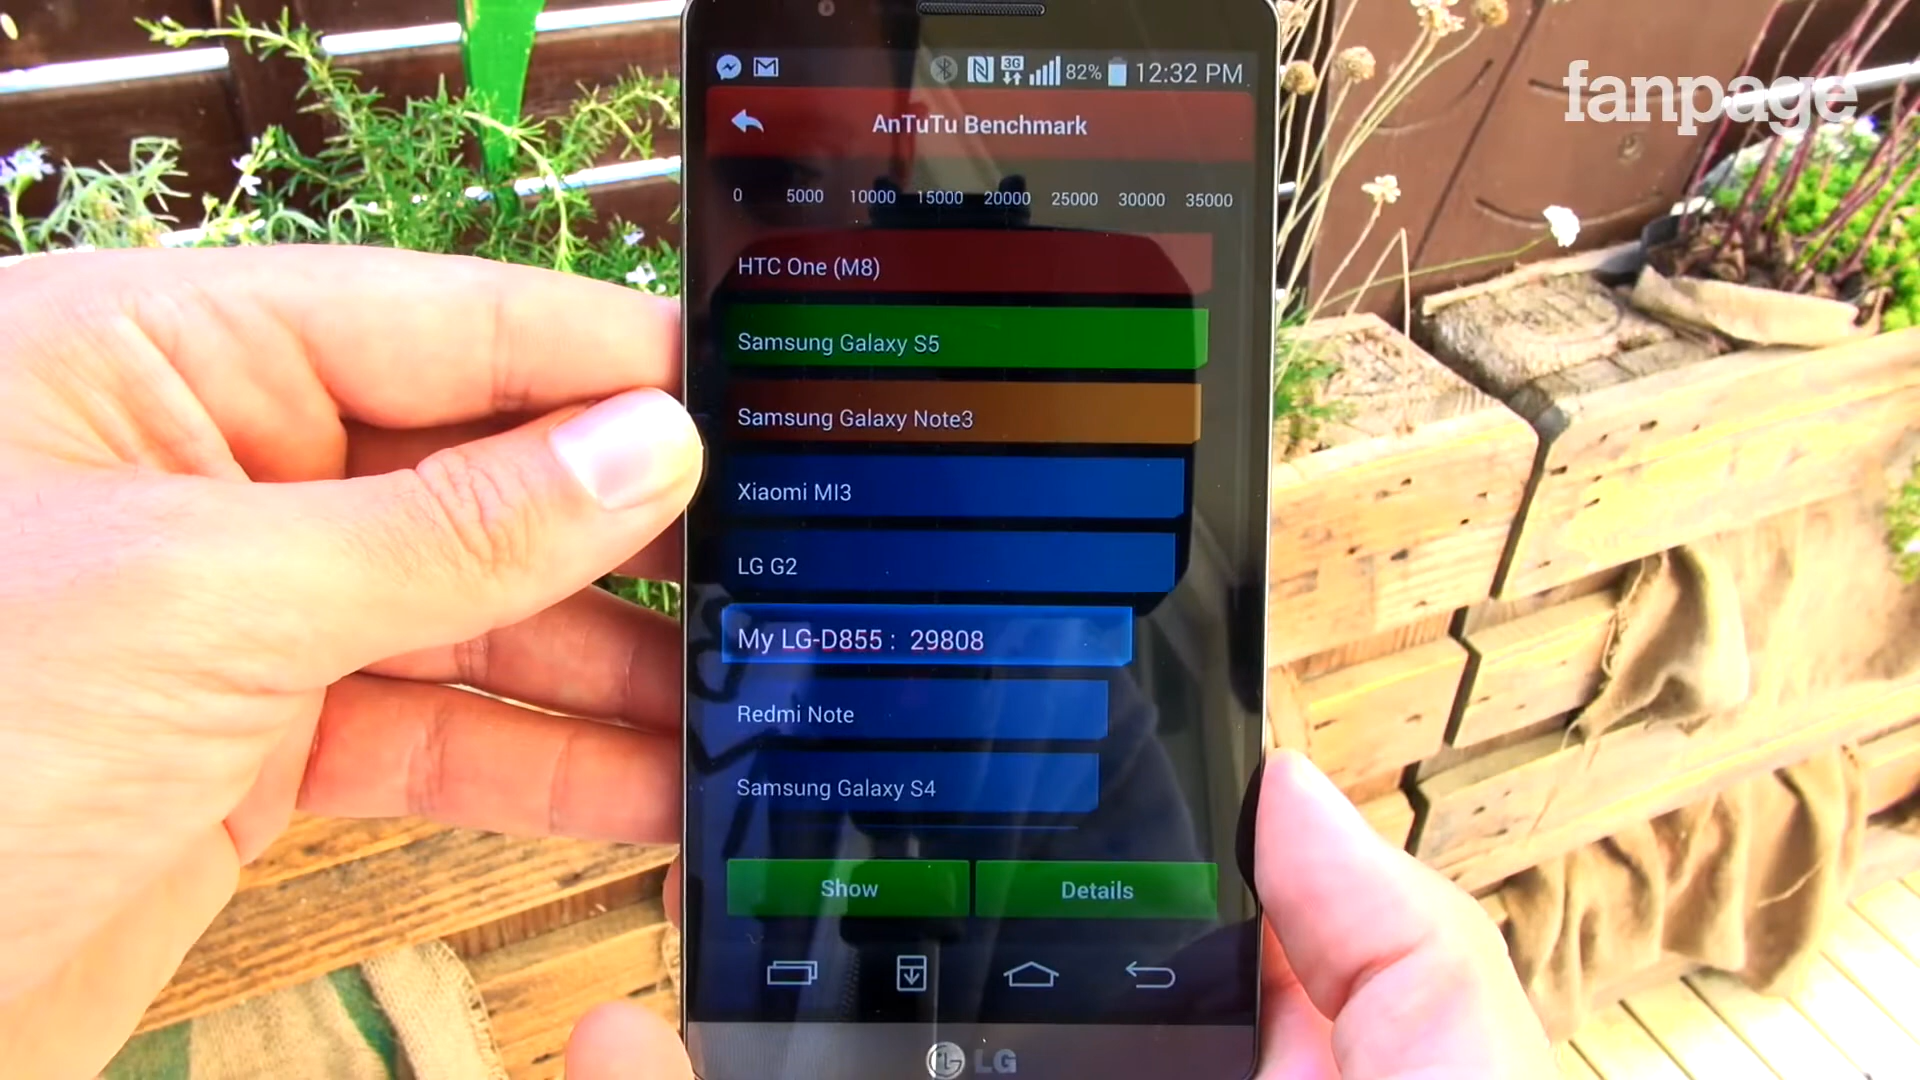 fanpage
3G
82% 12:32 PM
AnTuTu Benchmark
0 5000 10000 15000 20000 25000 30000 35000
HTC One (M8)
Samsung Galaxy S5
Samsung Galaxy Note3
Xiaomi MI3
LG G2
My LG-D855 : 29808
Redmi Note
Samsung Galaxy S4
Show Details
LG